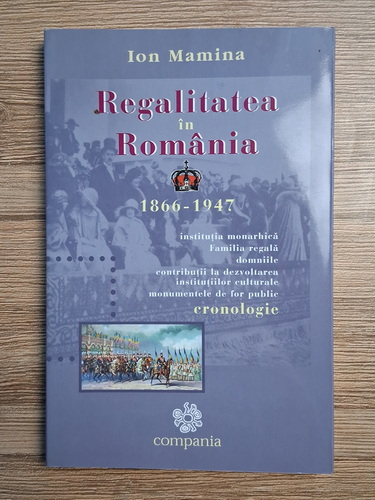 Ion Mamina
Regalitatea
în
România
1866-1947
instituția monarhică
Familia regală
domniile
contribuții la dezvoltarea
instituțiilor culturale
monumentele de for public
cronologie
compania